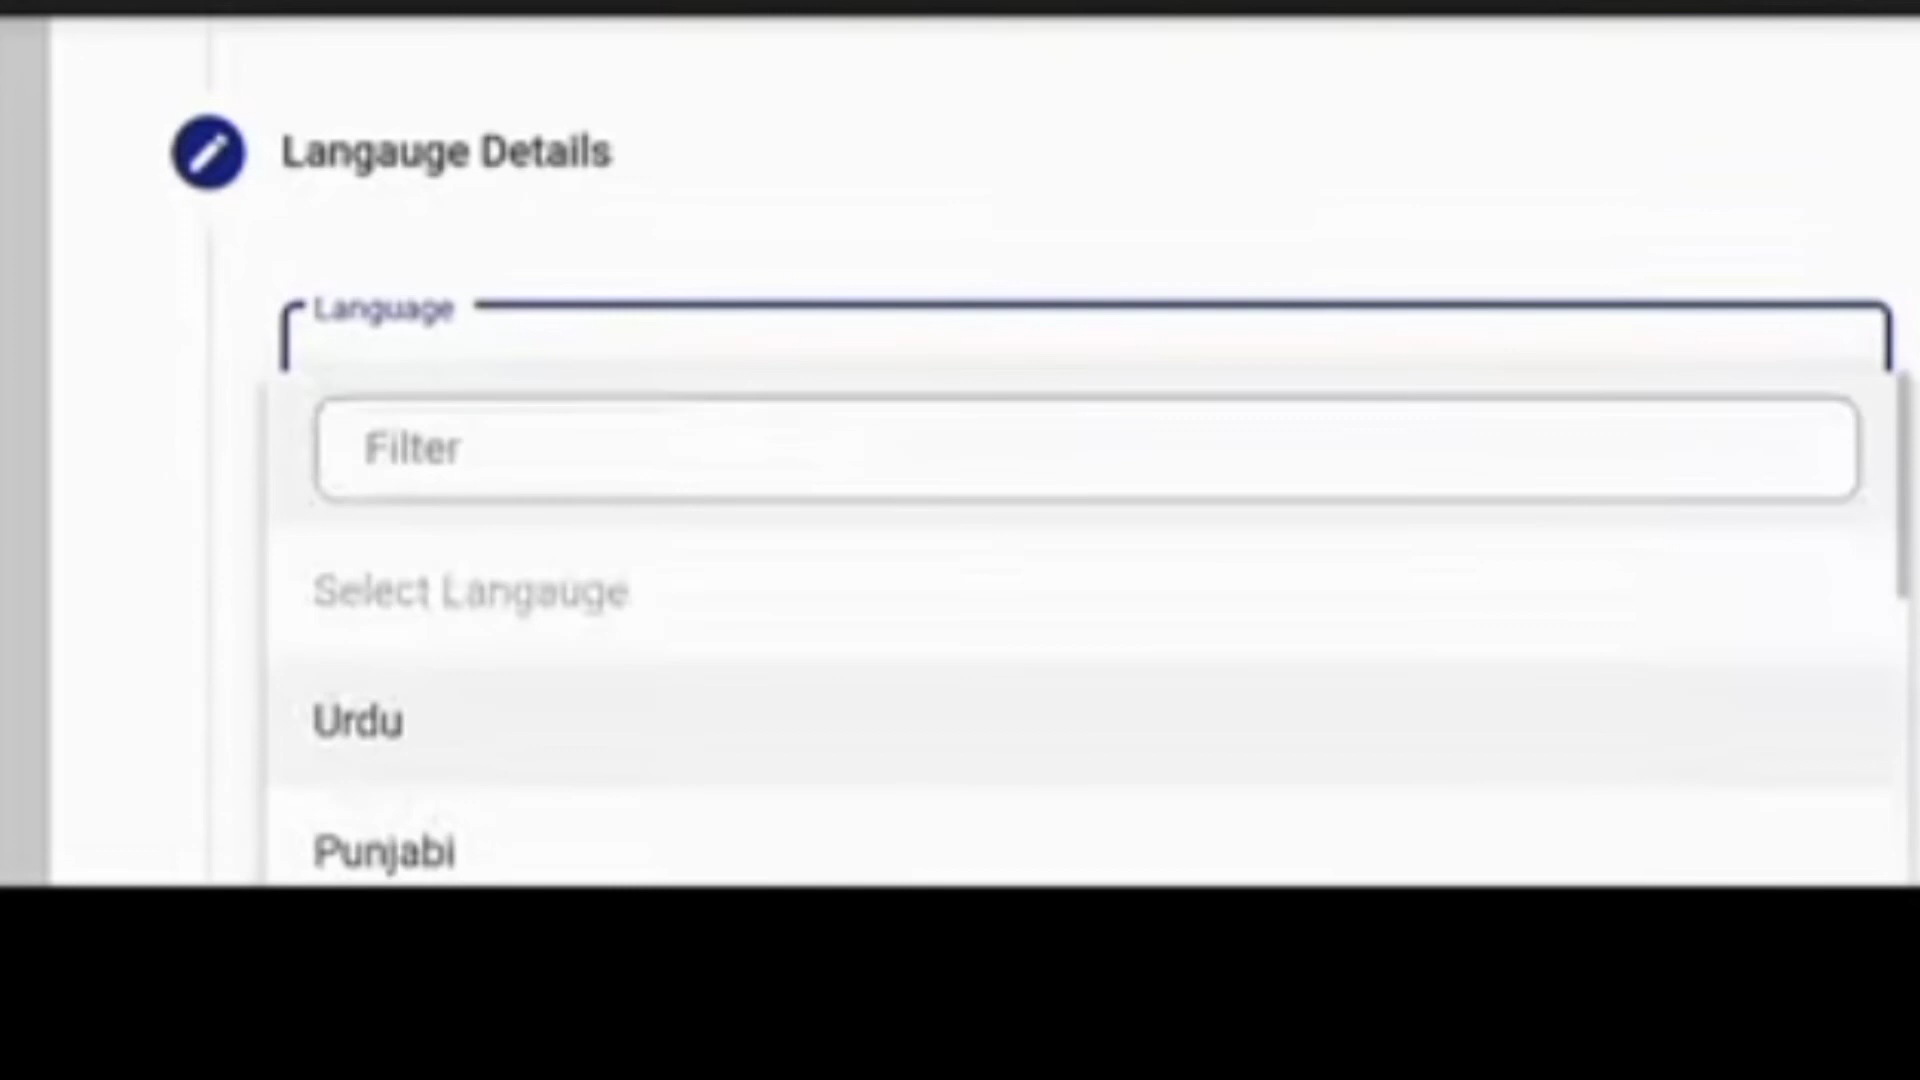 Langauge Details
Language
Filter
Select Langauge
Urdu
Punjabi